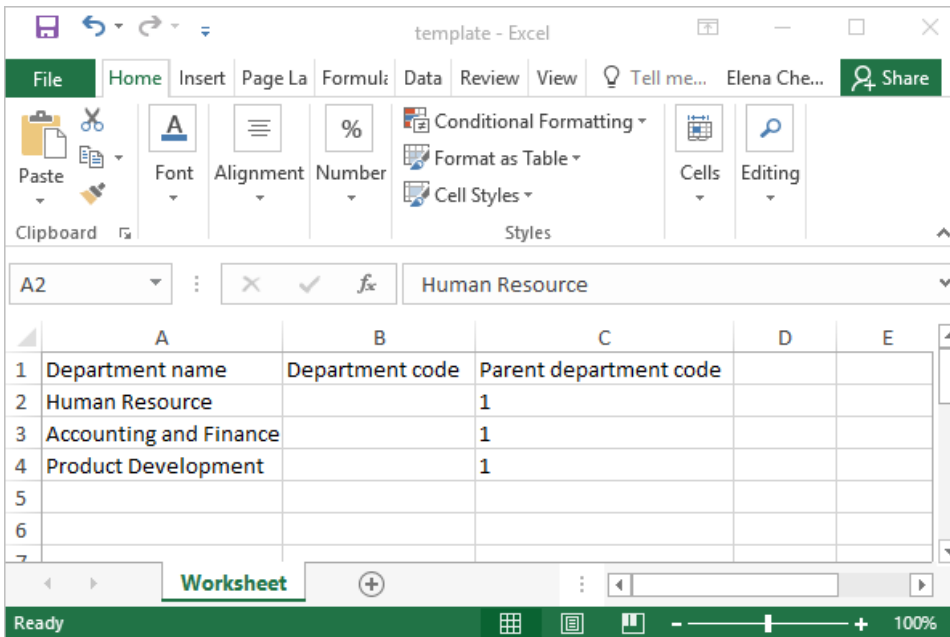 template - Excel
File Home Insert Page La Formula Data Review View Tell me... Elena Che... Share
Conditional Formatting
% Format as Table
Paste Font Alignment Number Cell Styles Cells Editing
Clipboard Styles
A2 fx Human Resource
A B C D E
1 Department name Department code Parent department code
2 Human Resource 1
3 Accounting and Finance 1
4 Product Development 1
5
6
7
Worksheet
Ready 100%